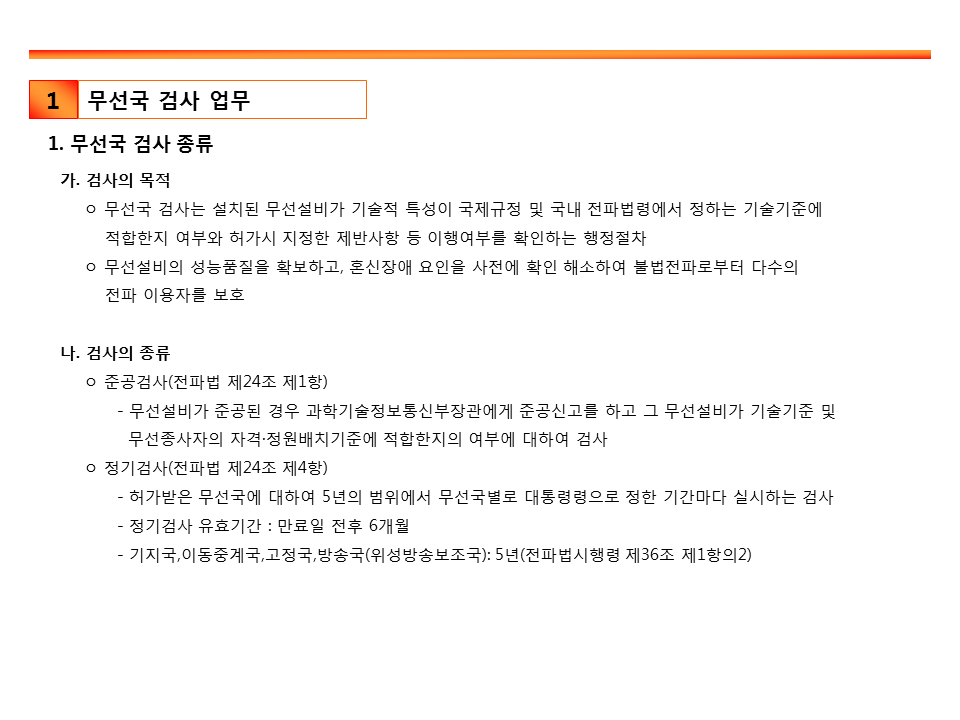 1 무선국 검사 업무
1. 무선국 검사 종류
가. 검사의 목적
ㅇ 무선국 검사는 설치된 무선설비가 기술적 특성이 국제규정 및 국내 전파법령에서 정하는 기술기준에
적합한지 여부와 허가시 지정한 제반사항 등 이행여부를 확인하는 행정절차
ㅇ 무선설비의 성능품질을 확보하고, 혼신장애 요인을 사전에 확인 해소하여 불법전파로부터 다수의
전파 이용자를 보호
나. 검사의 종류
ㅇ 준공검사(전파법 제24조 제1항)
- 무선설비가 준공된 경우 과학기술정보통신부장관에게 준공신고를 하고 그 무선설비가 기술기준 및
무선종사자의 자격·정원배치기준에 적합한지의 여부에 대하여 검사
ㅇ 정기검사(전파법 제24조 제4항)
- 허가받은 무선국에 대하여 5년의 범위에서 무선국별로 대통령령으로 정한 기간마다 실시하는 검사
- 정기검사 유효기간 : 만료일 전후 6개월
- 기지국,이동중계국,고정국,방송국(위성방송보조국): 5년(전파법시행령 제36조 제1항의2)